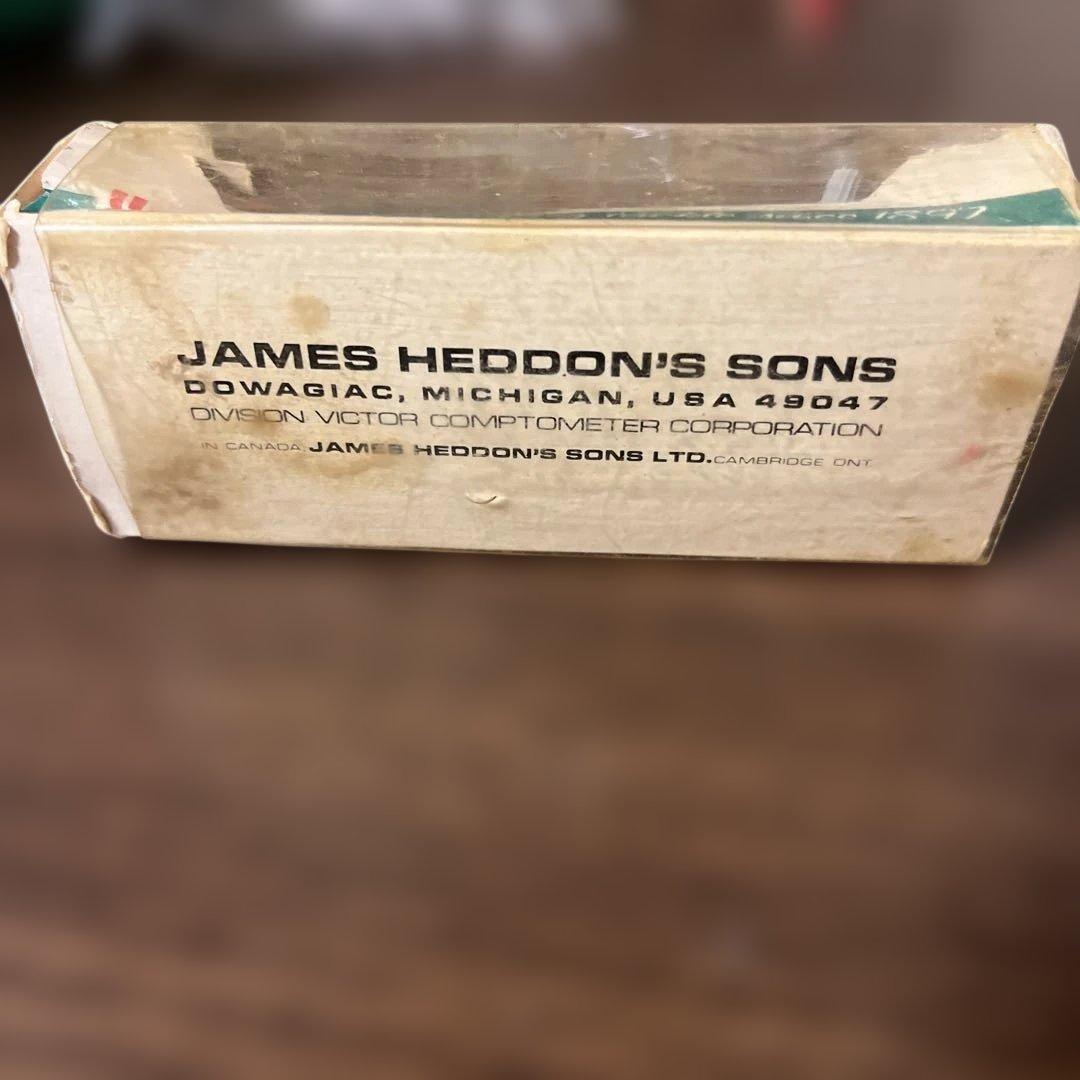 1897
JAMES HEDDON'S SONS
DOWAGIAC, MICHIGAN, USA 49047
DIVISION VICTOR COMPTOMETER CORPORATION
IN CANADA JAMES HEDDON'S SONS LTD. CAMBRIDGE ONT.